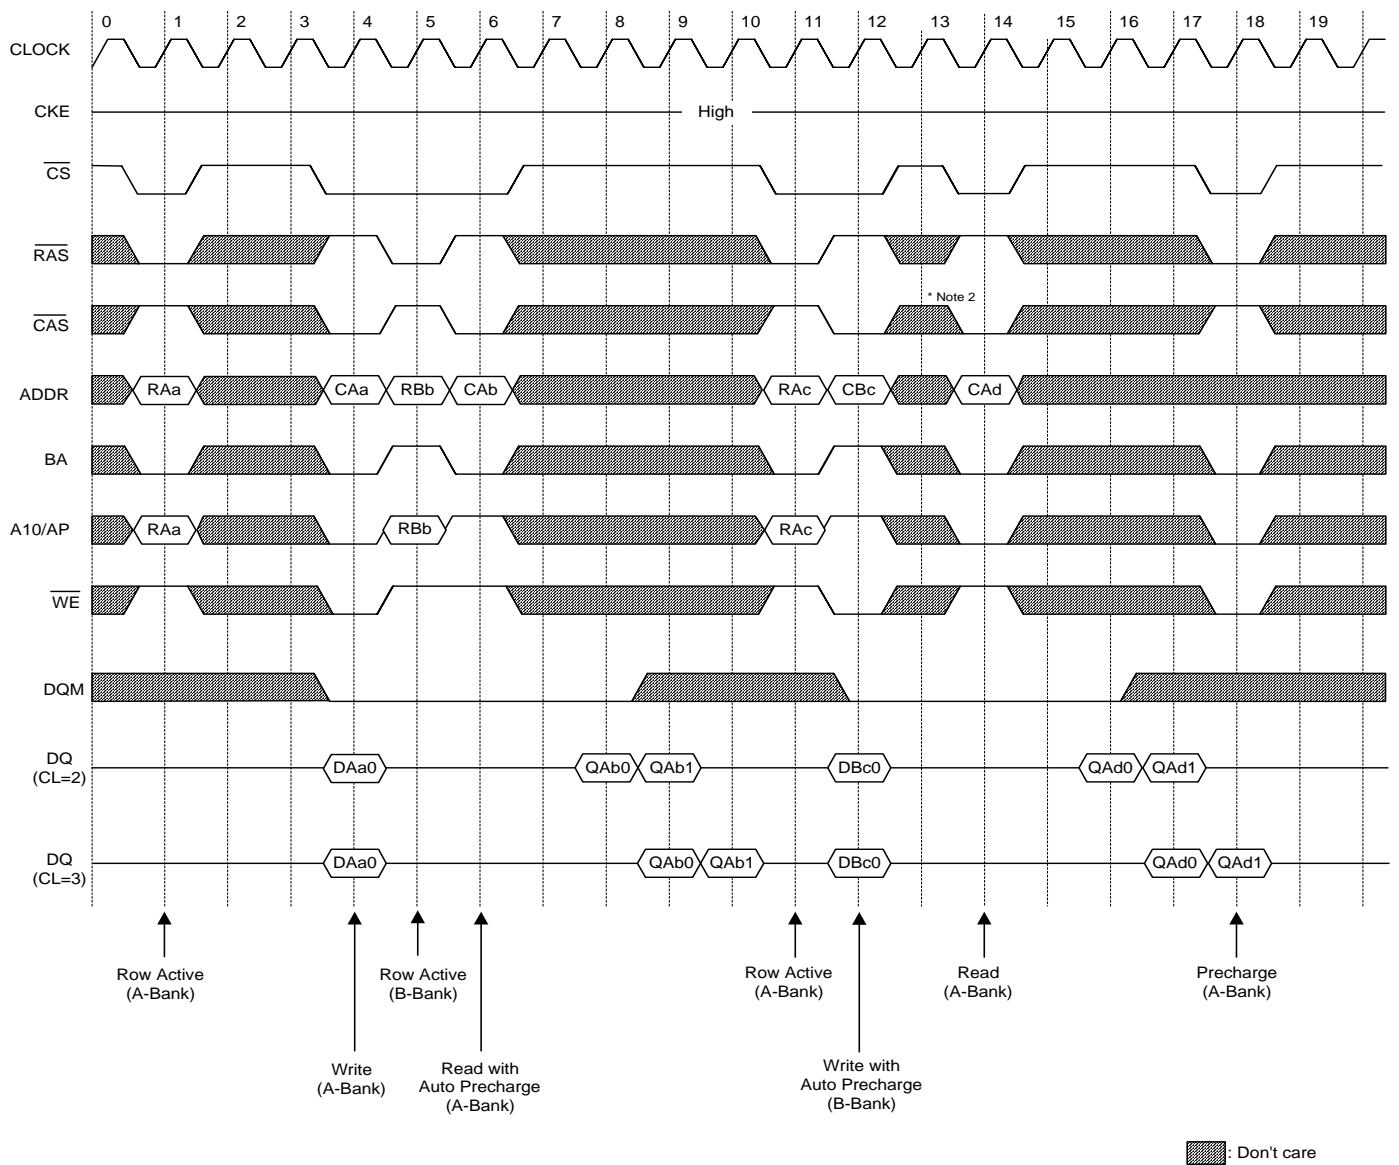 0 1 2 3 4 5 6 7 8 9 10 11 12 13 14 15 16 17 18 19
CLOCK
CKE
High
CS
RAS
* Note 2
CAS
ADDR RAa CAa RBb CAb RAc CBc CAd
BA
A10/AP RAa RBb RAc
WE
DQM
DQ
(CL=2)
DAa0 QAb0 QAb1 DBc0 QAd0 QAd1
DQ
(CL=3)
DAa0 QAb0 QAb1 DBc0 QAd0 QAd1
Row Active
(A-Bank)
Row Active
(B-Bank)
Row Active
(A-Bank)
Read
(A-Bank)
Precharge
(A-Bank)
Write
(A-Bank)
Read with
Auto Precharge
(A-Bank)
Write with
Auto Precharge
(B-Bank)
: Don't care